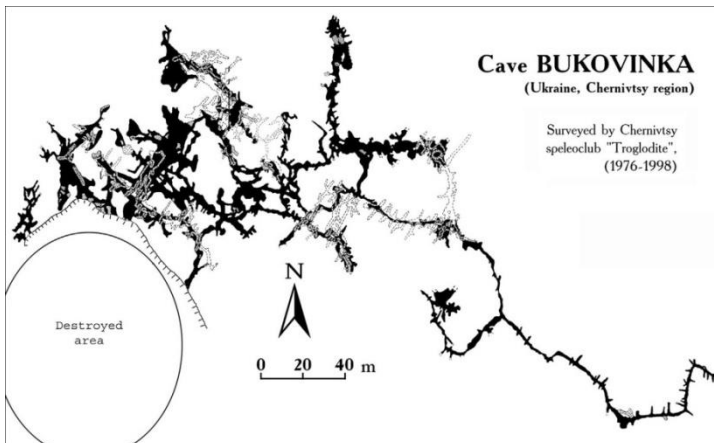 Cave BUKOVINKA
(Ukraine, Chernivtsy region)
Surveyed by Chernivtsy
speleoclub "Troglodite",
(1976-1998)
N
Destroyed
area
0 20 40 m